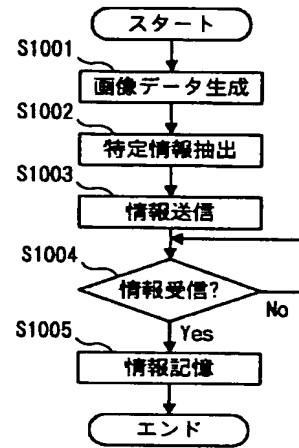 スタート
S1001
画像データ生成
S1002
特定情報抽出
S1003
情報送信
S1004
情報受信?
No
Yes
S1005
情報記憶
エンド